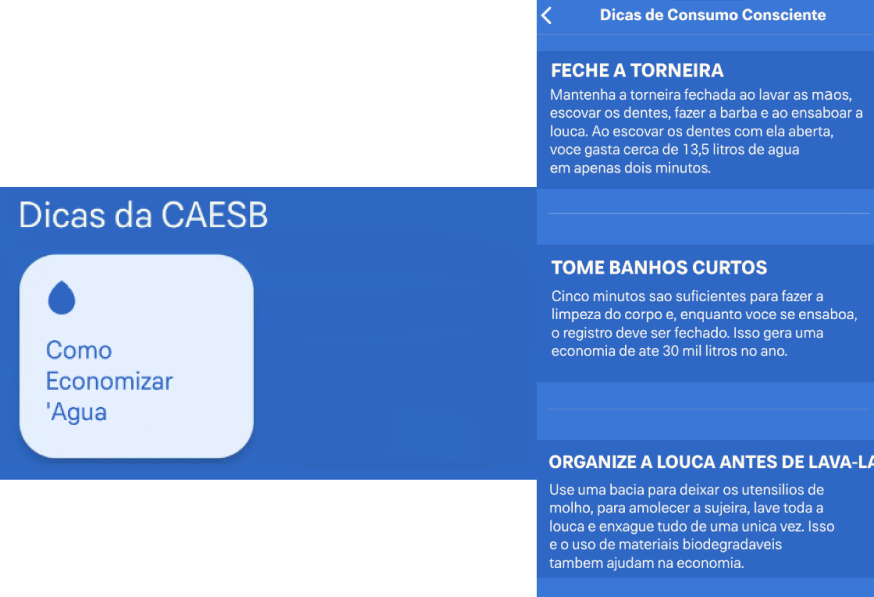 Dicas da CAESB
Como
Economizar
'Agua
Dicas de Consumo Consciente
FECHE A TORNEIRA
Mantenha a torneira fechada ao lavar as maos,
escovar os dentes, fazer a barba e ao ensaboar a
louca. Ao escovar os dentes com ela aberta,
voce gasta cerca de 13,5 litros de agua
em apenas dois minutos.
TOME BANHOS CURTOS
Cinco minutos sao suficientes para fazer a
limpeza do corpo e, enquanto voce se ensaboa,
o registro deve ser fechado. Isso gera uma
economia de ate 30 mil litros no ano.
ORGANIZE A LOUCA ANTES DE LAVA-LA
Use uma bacia para deixar os utensilios de
molho, para amolecer a sujeira, lave toda a
louca e enxague tudo de uma unica vez. Isso
e o uso de materiais biodegradaveis
tambem ajudam na economia.